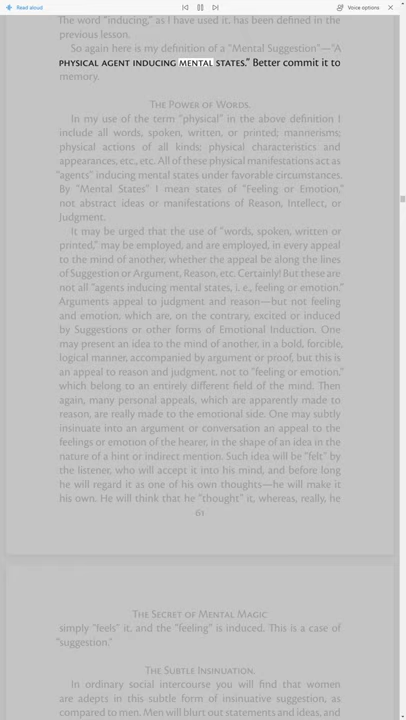 Read aloud
Voice options
The word "inducing," as I have used it, has been defined in the
previous lesson.
So again here is my definition of a "Mental Suggestion"—"A
PHYSICAL AGENT INDUCING MENTAL STATES." Better commit it to
memory.
THE POWER OF WORDS.
In my use of the term "physical" in the above definition I
include all words, spoken, written, or printed; mannerisms;
physical actions of all kinds; physical characteristics and
appearances, etc., etc. All of these physical manifestations act as
"agents" inducing mental states under favorable circumstances.
By "Mental States" I mean states of "Feeling or Emotion,"
not abstract ideas or manifestations of Reason, Intellect, or
Judgment.
It may be urged that the use of "words, spoken, written or
printed," may be employed, and are employed, in every appeal
to the mind of another, whether the appeal be along the lines
of Suggestion or Argument, Reason, etc. Certainly! But these are
not all "agents inducing mental states, i. e., feeling or emotion."
Arguments appeal to judgment and reason—but not feeling
and emotion, which are, on the contrary, excited or induced
by Suggestions or other forms of Emotional Induction. One
may present an idea to the mind of another, in a bold, forcible,
logical manner, accompanied by argument or proof, but this is
an appeal to reason and judgment, not to "feeling or emotion,"
which belong to an entirely different field of the mind. Then
again, many personal appeals, which are apparently made to
reason, are really made to the emotional side. One may subtly
insinuate into an argument or conversation an appeal to the
feelings or emotion of the hearer, in the shape of an idea in the
nature of a hint or indirect mention. Such idea will be "felt" by
the listener, who will accept it into his mind, and before long
he will regard it as one of his own thoughts—he will make it
his own. He will think that he "thought" it, whereas, really, he
61
THE SECRET OF MENTAL MAGIC
simply "feels" it, and the "feeling" is induced. This is a case of
"suggestion."
THE SUBTLE INSINUATION.
In ordinary social intercourse you will find that women
are adepts in this subtle form of insinuative suggestion, as
compared to men. Men will blurt out statements and ideas, and